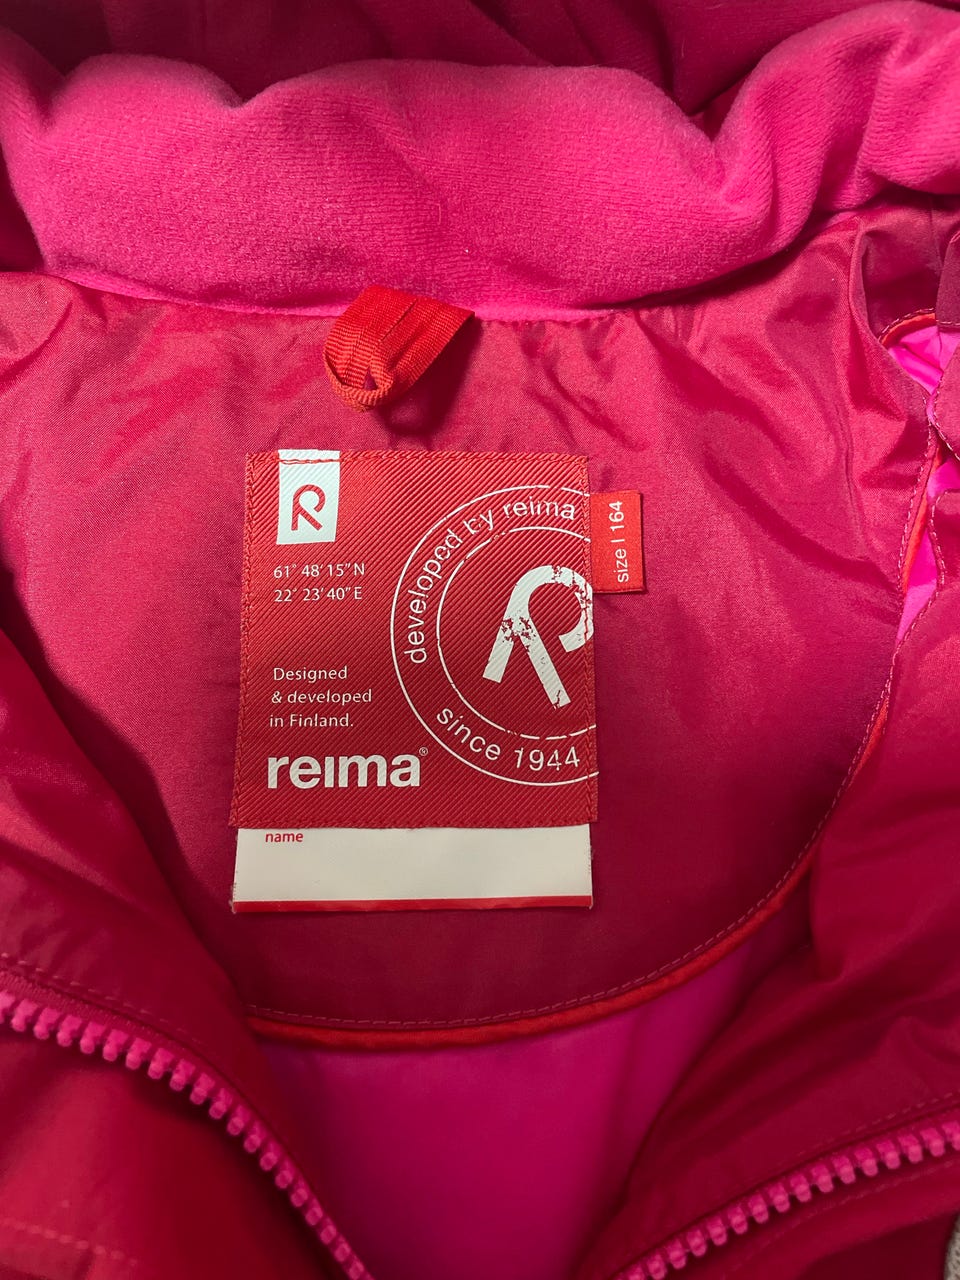 61° 48' 15" N
22° 23' 40" E
Designed
& developed
in Finland.
reima®
developed by reima
since 1944
size | 164
name